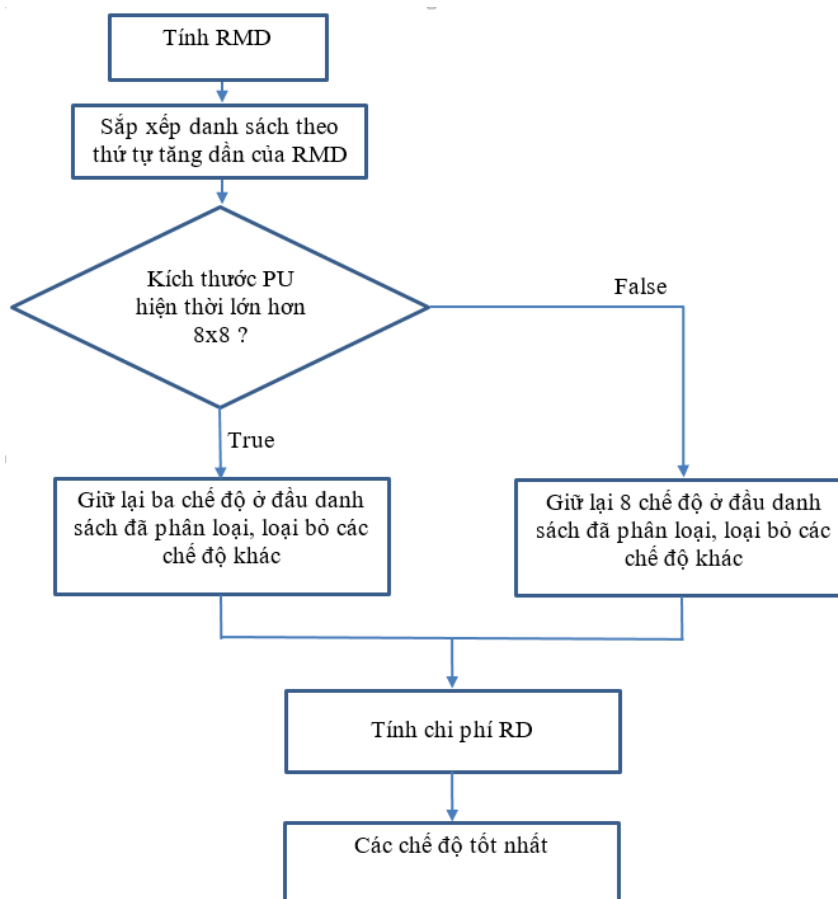 Tính RMD
Sắp xếp danh sách theo
thứ tự tăng dần của RMD
Kích thước PU
hiện thời lớn hơn
8x8 ?
False
True
Giữ lại ba chế độ ở đầu danh
sách đã phân loại, loại bỏ các
chế độ khác
Giữ lại 8 chế độ ở đầu danh
sách đã phân loại, loại bỏ các
chế độ khác
Tính chi phí RD
Các chế độ tốt nhất